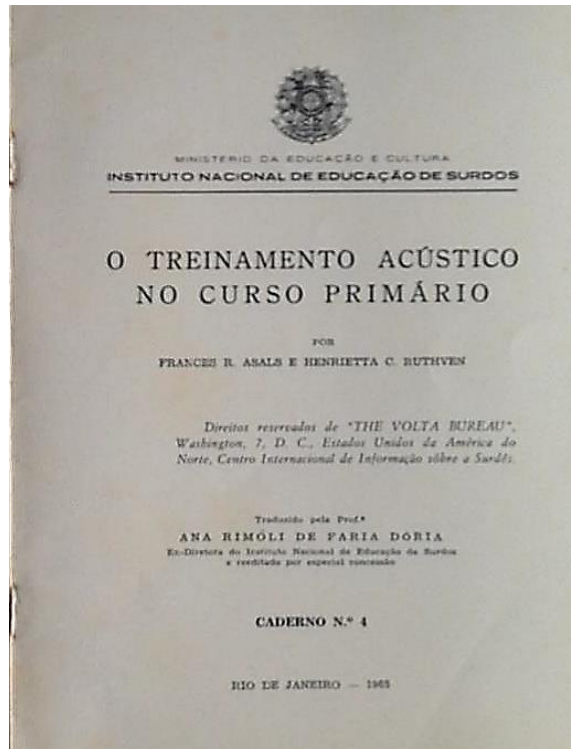 MINISTÉRIO DA EDUCAÇÃO E CULTURA
INSTITUTO NACIONAL DE EDUCAÇÃO DE SURDOS
O TREINAMENTO ACÚSTICO
NO CURSO PRIMÁRIO
POR
FRANCES R. ASALS E HENRIETTA C. RUTHVEN
Direitos reservados de "THE VOLTA BUREAU",
Washington, 7, D. C., Estados Unidos da América do
Norte, Centro Internacional de Informação sôbre a Surdês.
Traduzido pela Prof.ª
ANA RIMÓLI DE FARIA DÓRIA
Ex-Diretora do Instituto Nacional de Educação de Surdos
e reeditado por especial concessão
CADERNO N.º 4
RIO DE JANEIRO — 1963